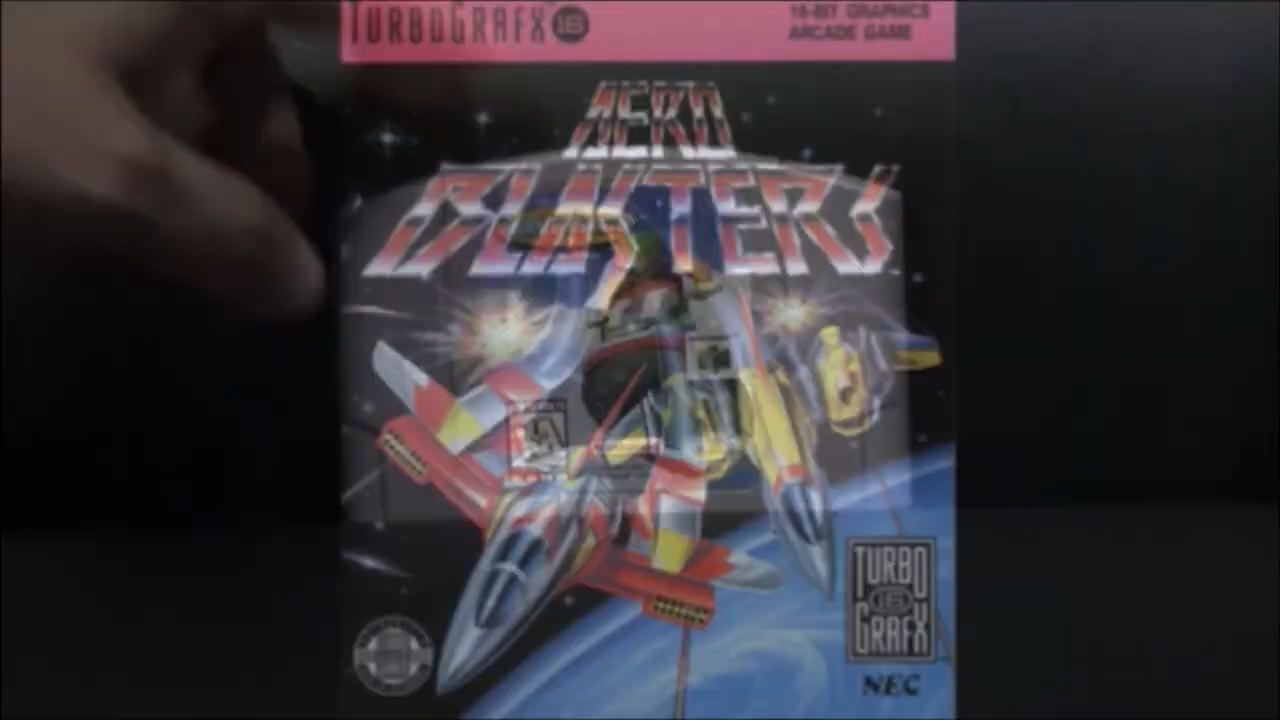 TURBOGRAFX 16
16-BIT GRAPHICS
ARCADE GAME
AERO
BLASTERS
TURBO
16
GRAFX
NEC